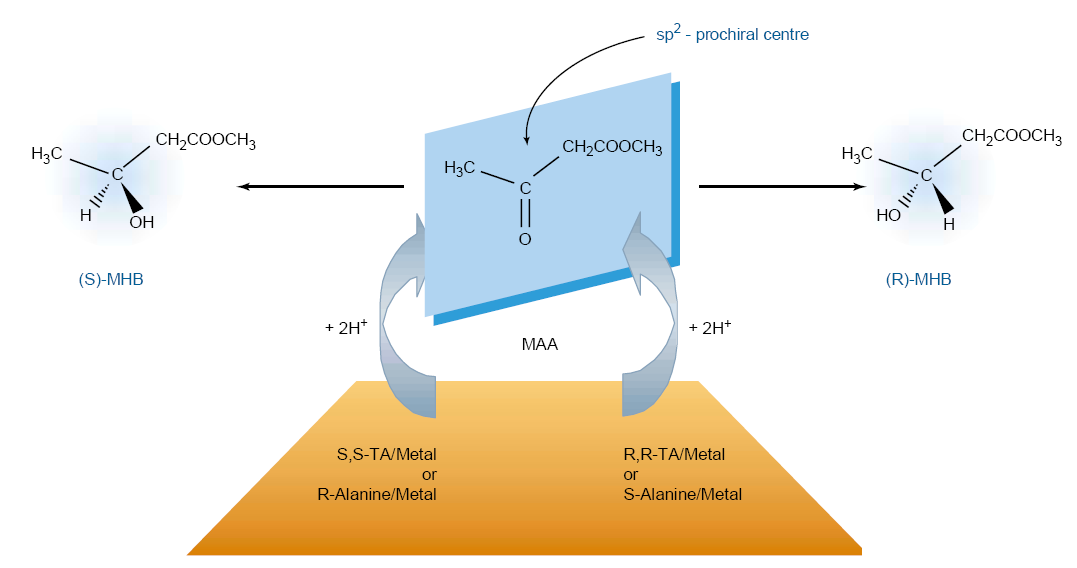 sp² - prochiral centre
H₃C
CH₂COOCH₃
C
H
OH
(S)-MHB
H₃C
CH₂COOCH₃
C
O
H₃C
CH₂COOCH₃
C
HO
H
(R)-MHB
+ 2H⁺
MAA
+ 2H⁺
S,S-TA/Metal
or
R-Alanine/Metal
R,R-TA/Metal
or
S-Alanine/Metal